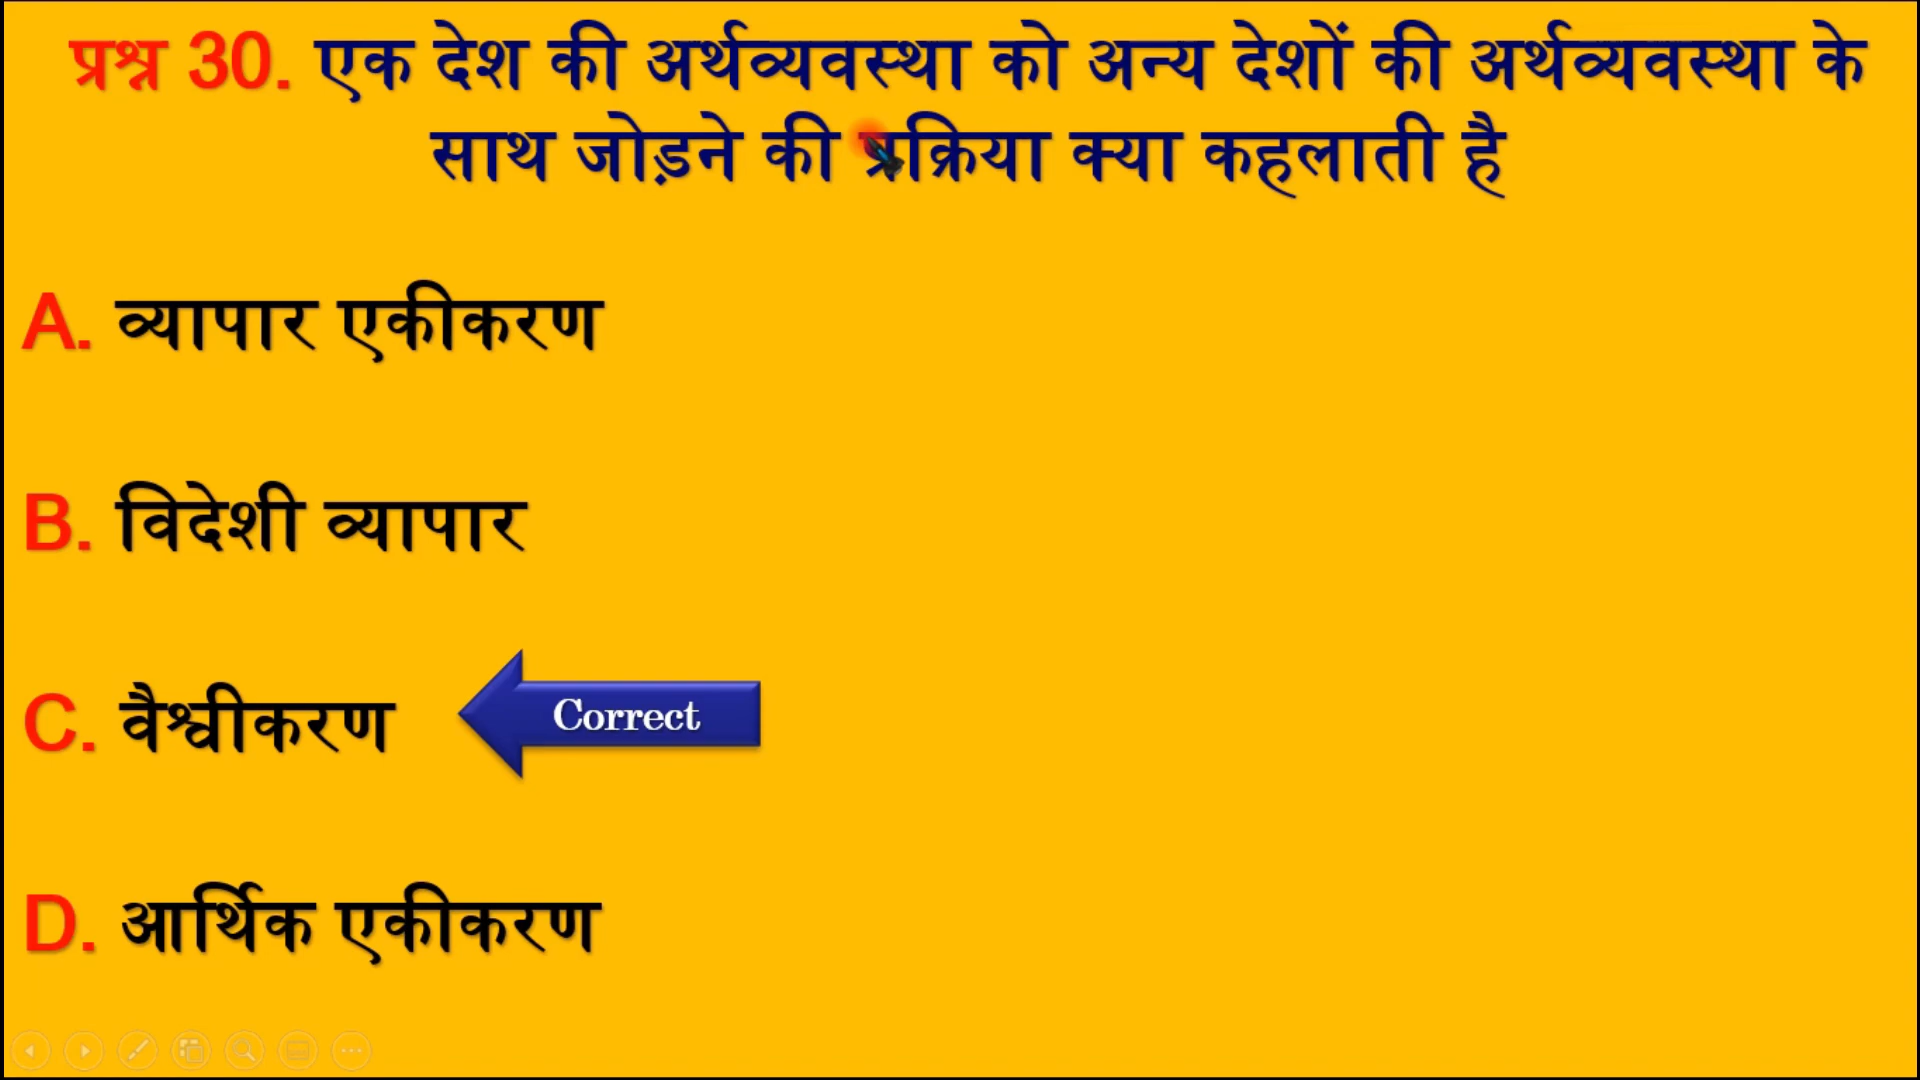 प्रश्न 30. एक देश की अर्थव्यवस्था को अन्य देशों की अर्थव्यवस्था के
साथ जोड़ने की प्रक्रिया क्या कहलाती है
A. व्यापार एकीकरण
B. विदेशी व्यापार
C. वैश्वीकरण
Correct
D. आर्थिक एकीकरण